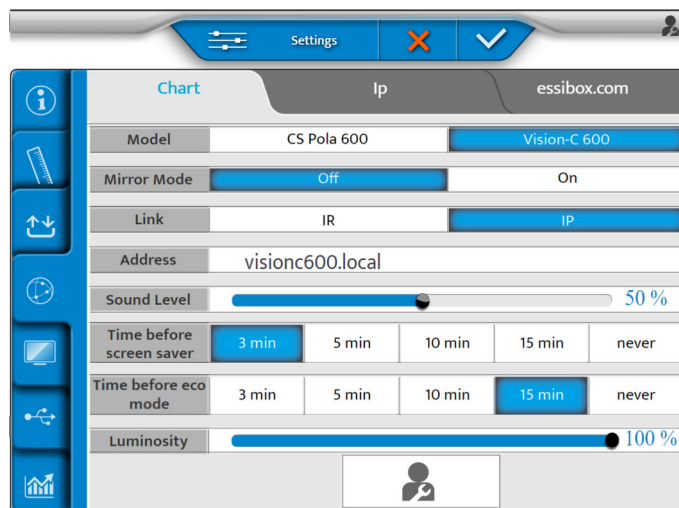 Settings
Chart Ip essibox.com
Model CS Pola 600 Vision-C 600
Mirror Mode Off On
Link IR IP
Address visionc600.local
Sound Level 50 %
Time before
screen saver 3 min 5 min 10 min 15 min never
Time before eco
mode 3 min 5 min 10 min 15 min never
Luminosity 100 %